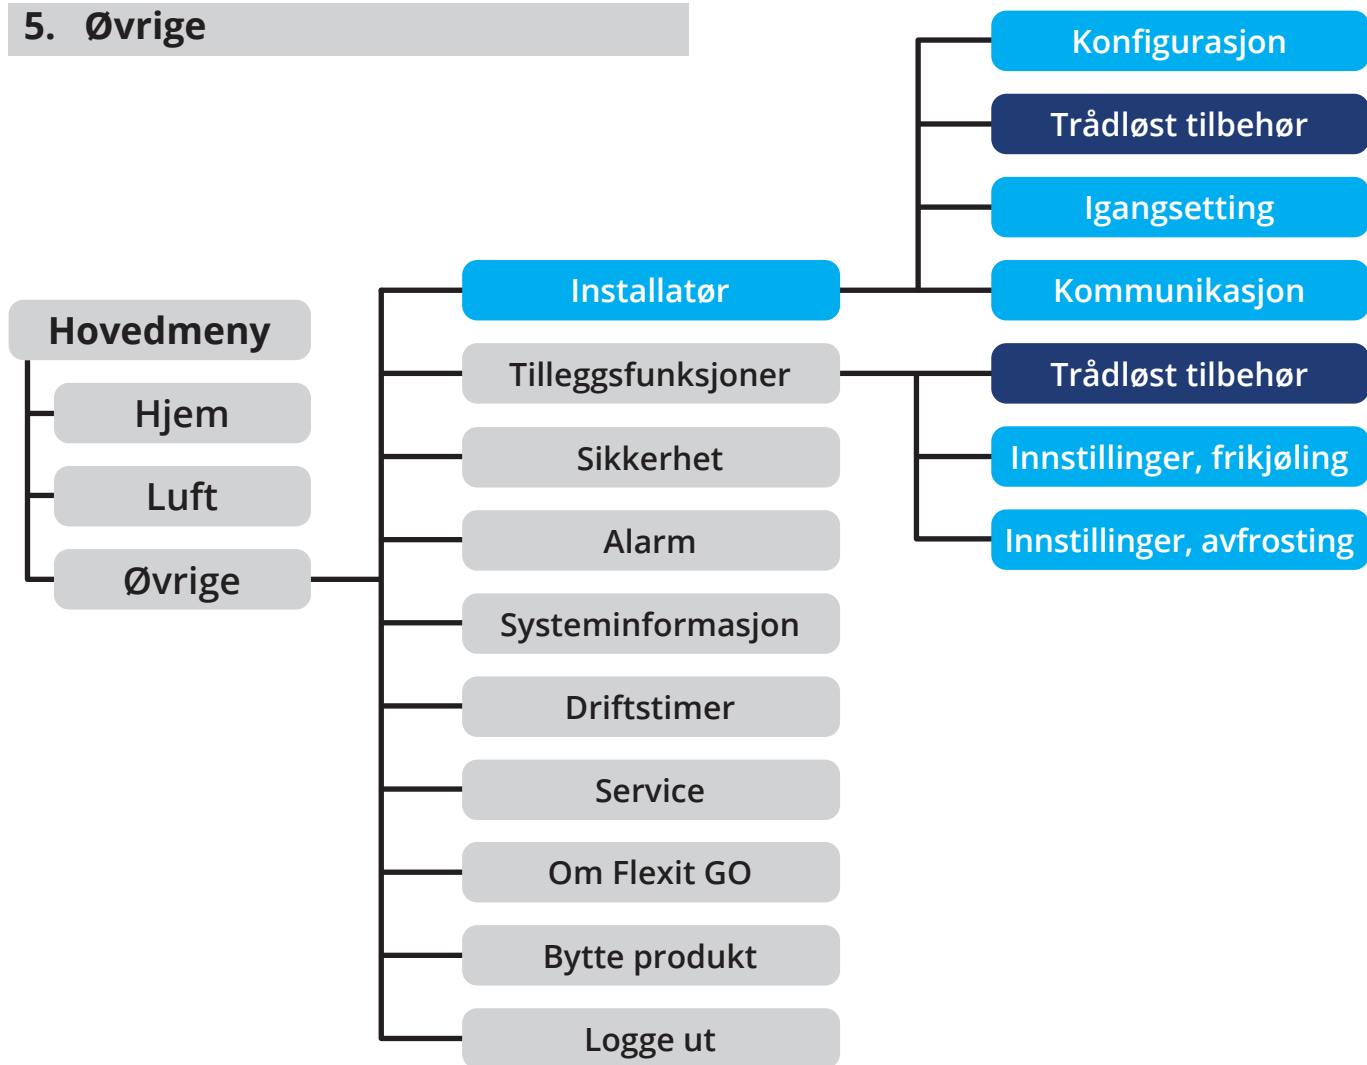 5. Øvrige
Hovedmeny
Hjem
Luft
Øvrige
Installatør
Tilleggsfunksjoner
Sikkerhet
Alarm
Systeminformasjon
Driftstimer
Service
Om Flexit GO
Bytte produkt
Logge ut
Konfigurasjon
Trådløst tilbehør
Igangsetting
Kommunikasjon
Trådløst tilbehør
Innstillinger, frikjøling
Innstillinger, avfrosting